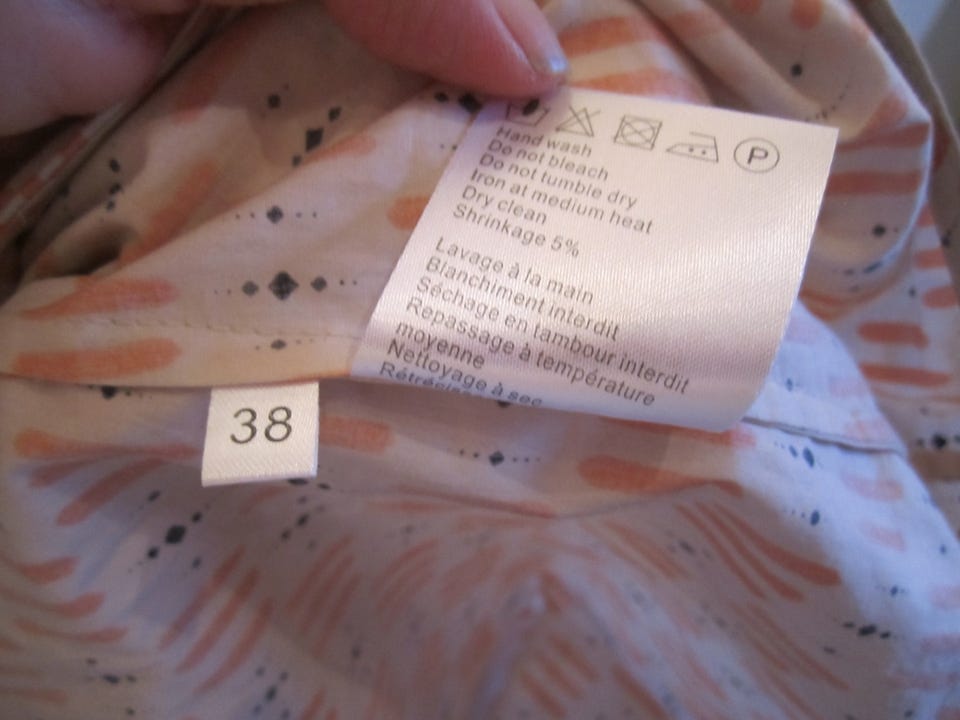 P
Hand wash
Do not bleach
Do not tumble dry
Iron at medium heat
Dry clean
Shrinkage 5%
Lavage à la main
Blanchiment interdit
Séchage en tambour interdit
Repassage à température
moyenne
Nettoyage à sec
38